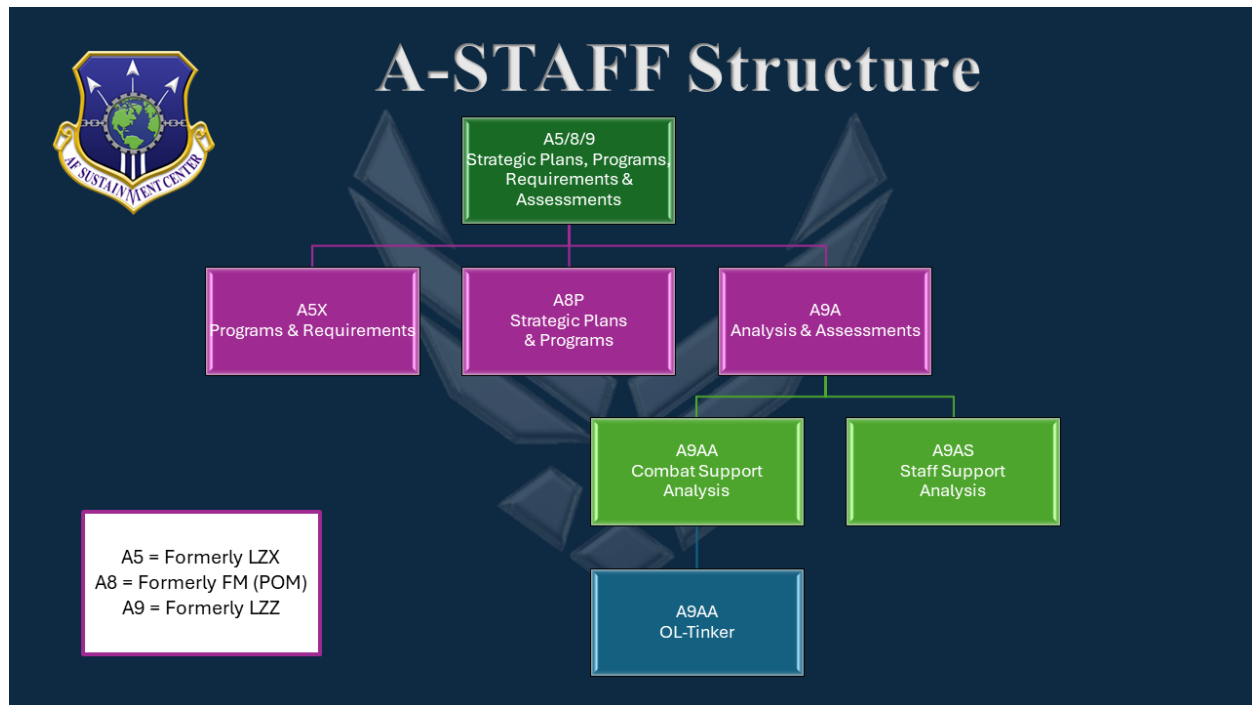 A-STAFF Structure
AF SUSTAINMENT CENTER
A5/8/9
Strategic Plans, Programs,
Requirements &
Assessments
A5X
Programs & Requirements
A8P
Strategic Plans
& Programs
A9A
Analysis & Assessments
A9AA
Combat Support
Analysis
A9AS
Staff Support
Analysis
A9AA
OL-Tinker
A5 = Formerly LZX
A8 = Formerly FM (POM)
A9 = Formerly LZZ